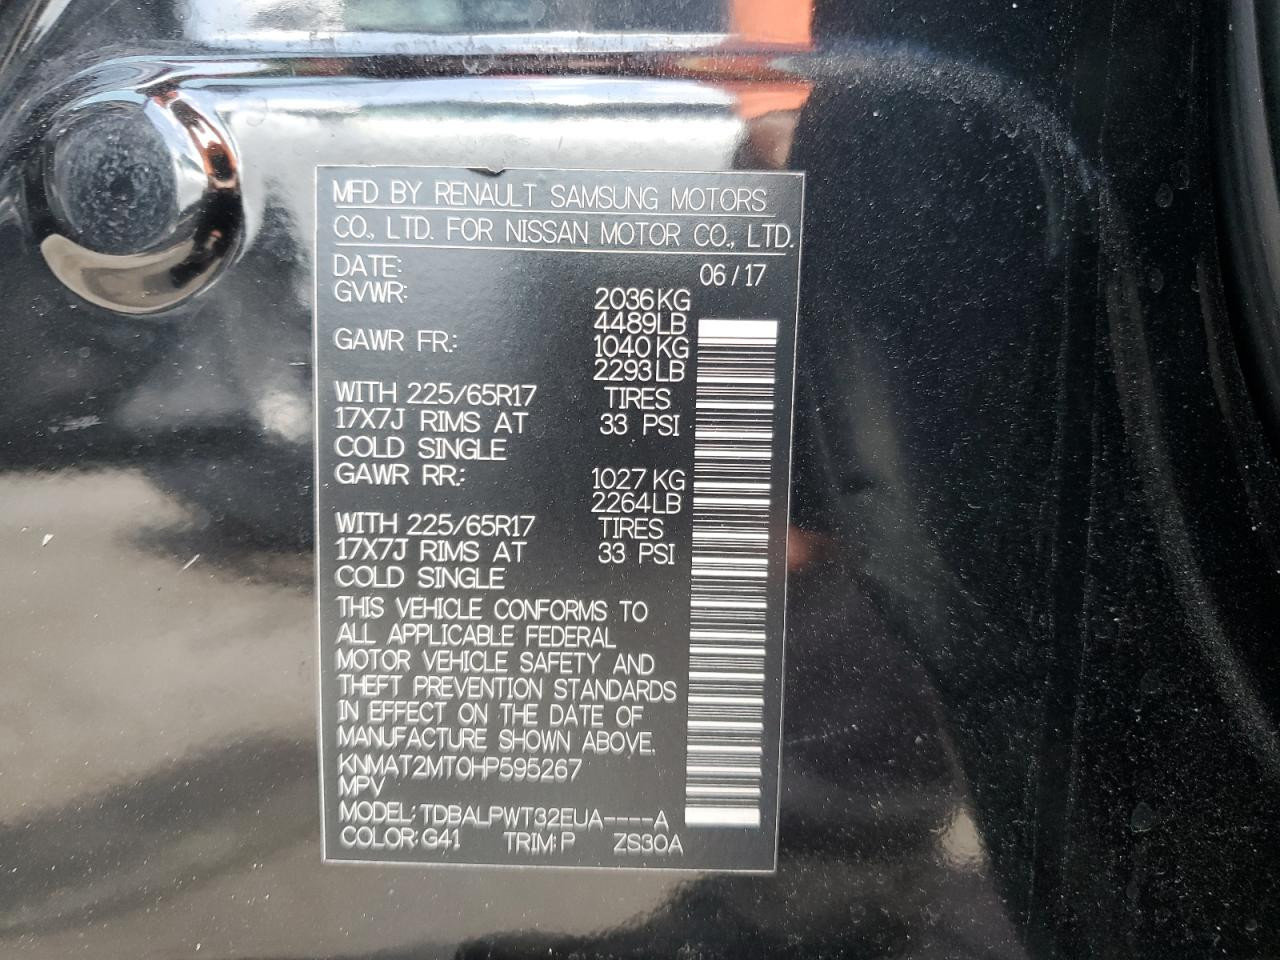 MFD BY RENAULT SAMSUNG MOTORS
CO., LTD. FOR NISSAN MOTOR CO., LTD.
DATE: 06/17
GVWR: 2036KG
4489LB
GAWR FR.: 1040KG
2293LB
WITH 225/65R17 TIRES
17X7J RIMS AT 33 PSI
COLD SINGLE
GAWR RR.: 1027KG
2264LB
WITH 225/65R17 TIRES
17X7J RIMS AT 33 PSI
COLD SINGLE
THIS VEHICLE CONFORMS TO
ALL APPLICABLE FEDERAL
MOTOR VEHICLE SAFETY AND
THEFT PREVENTION STANDARDS
IN EFFECT ON THE DATE OF
MANUFACTURE SHOWN ABOVE.
KNMAT2MT0HP595267
MPV
MODEL: TDBALPWT32EUA----A
COLOR: G41 TRIM: P ZS30A